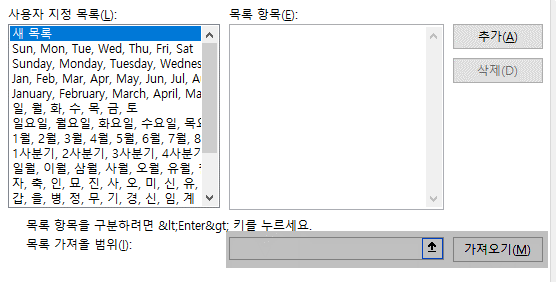 사용자 지정 목록(L):
목록 항목(E):
새 목록
Sun, Mon, Tue, Wed, Thu, Fri, Sat
Sunday, Monday, Tuesday, Wednes
Jan, Feb, Mar, Apr, May, Jun, Jul, A
January, February, March, April, Ma
일, 월, 화, 수, 목, 금, 토
일요일, 월요일, 화요일, 수요일, 목요
1월, 2월, 3월, 4월, 5월, 6월, 7월, 8
1사분기, 2사분기, 3사분기, 4사분기
일월, 이월, 삼월, 사월, 오월, 유월,
자, 축, 인, 묘, 진, 사, 오, 미, 신, 유,
갑, 을, 병, 정, 무, 기, 경, 신, 임, 계
추가(A)
삭제(D)
목록 항목을 구분하려면 &lt;Enter&gt; 키를 누르세요.
목록 가져올 범위(I):
가져오기(M)